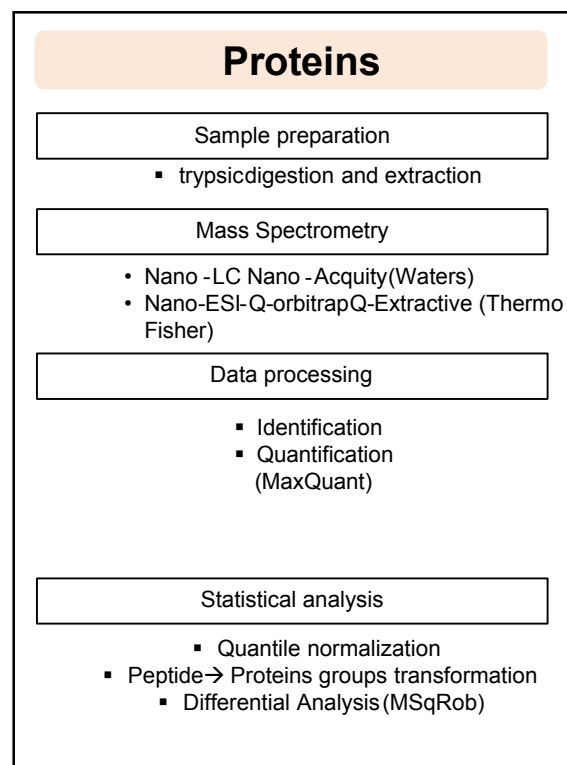 Proteins
Sample preparation
▪ trypsicdigestion and extraction
Mass Spectrometry
• Nano -LC Nano -Acquity(Waters)
• Nano-ESI-Q-orbitrapQ-Extractive (Thermo
Fisher)
Data processing
▪ Identification
▪ Quantification
(MaxQuant)
Statistical analysis
▪ Quantile normalization
▪ Peptide→ Proteins groups transformation
▪ Differential Analysis(MSqRob)